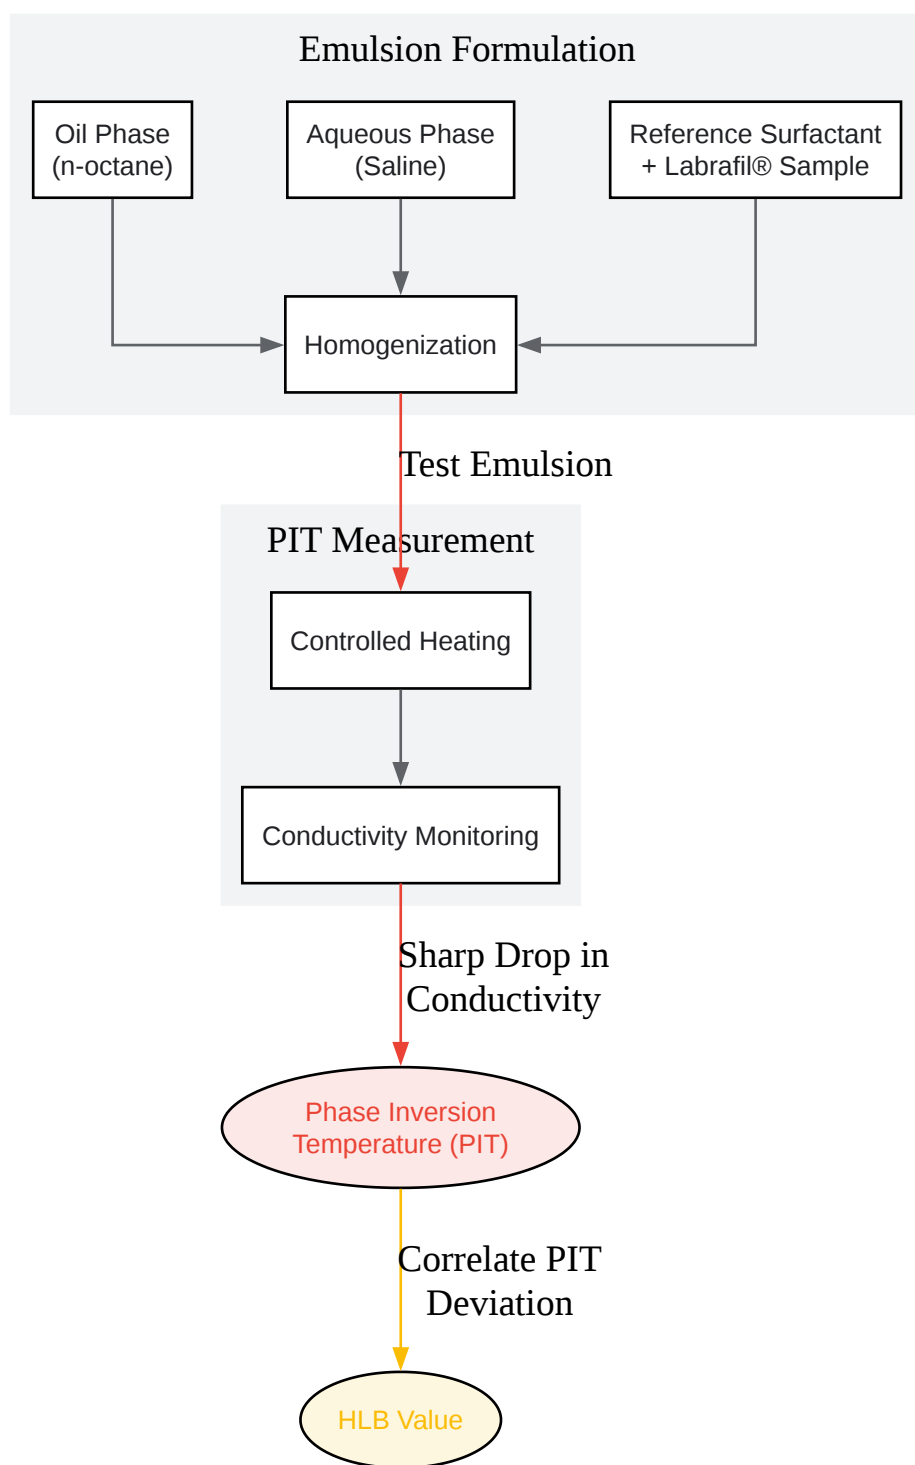 Emulsion Formulation
Oil Phase
(n-octane)
Aqueous Phase
(Saline)
Reference Surfactant
+ Labrafil® Sample
Homogenization
Test Emulsion
PIT Measurement
Controlled Heating
Conductivity Monitoring
Sharp Drop in
Conductivity
Phase Inversion
Temperature (PIT)
Correlate PIT
Deviation
HLB Value